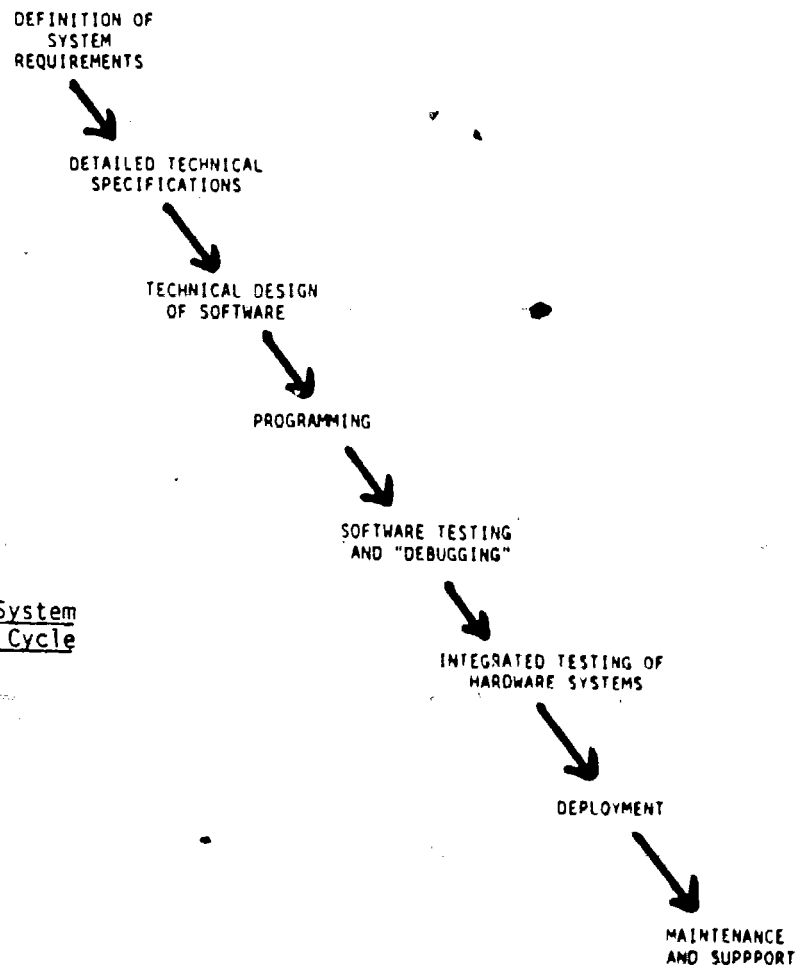 DEFINITION OF
SYSTEM
REQUIREMENTS
DETAILED TECHNICAL
SPECIFICATIONS
TECHNICAL DESIGN
OF SOFTWARE
PROGRAMMING
SOFTWARE TESTING
AND "DEBUGGING"
System
Cycle
INTEGRATED TESTING OF
HARDWARE SYSTEMS
DEPLOYMENT
MAINTENANCE
AND SUPPPORT